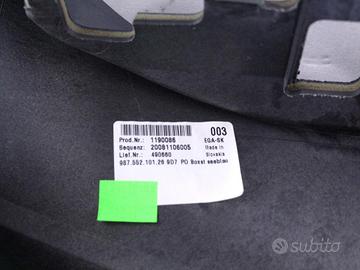 003
Prod.Nr.: 1190086 EGA-SK
Sequenz: 20081106005 Made in
Lief.Nr.: 490660 Slovakia
987.552.101.26 9D7 PO Boxst seeblau
subito